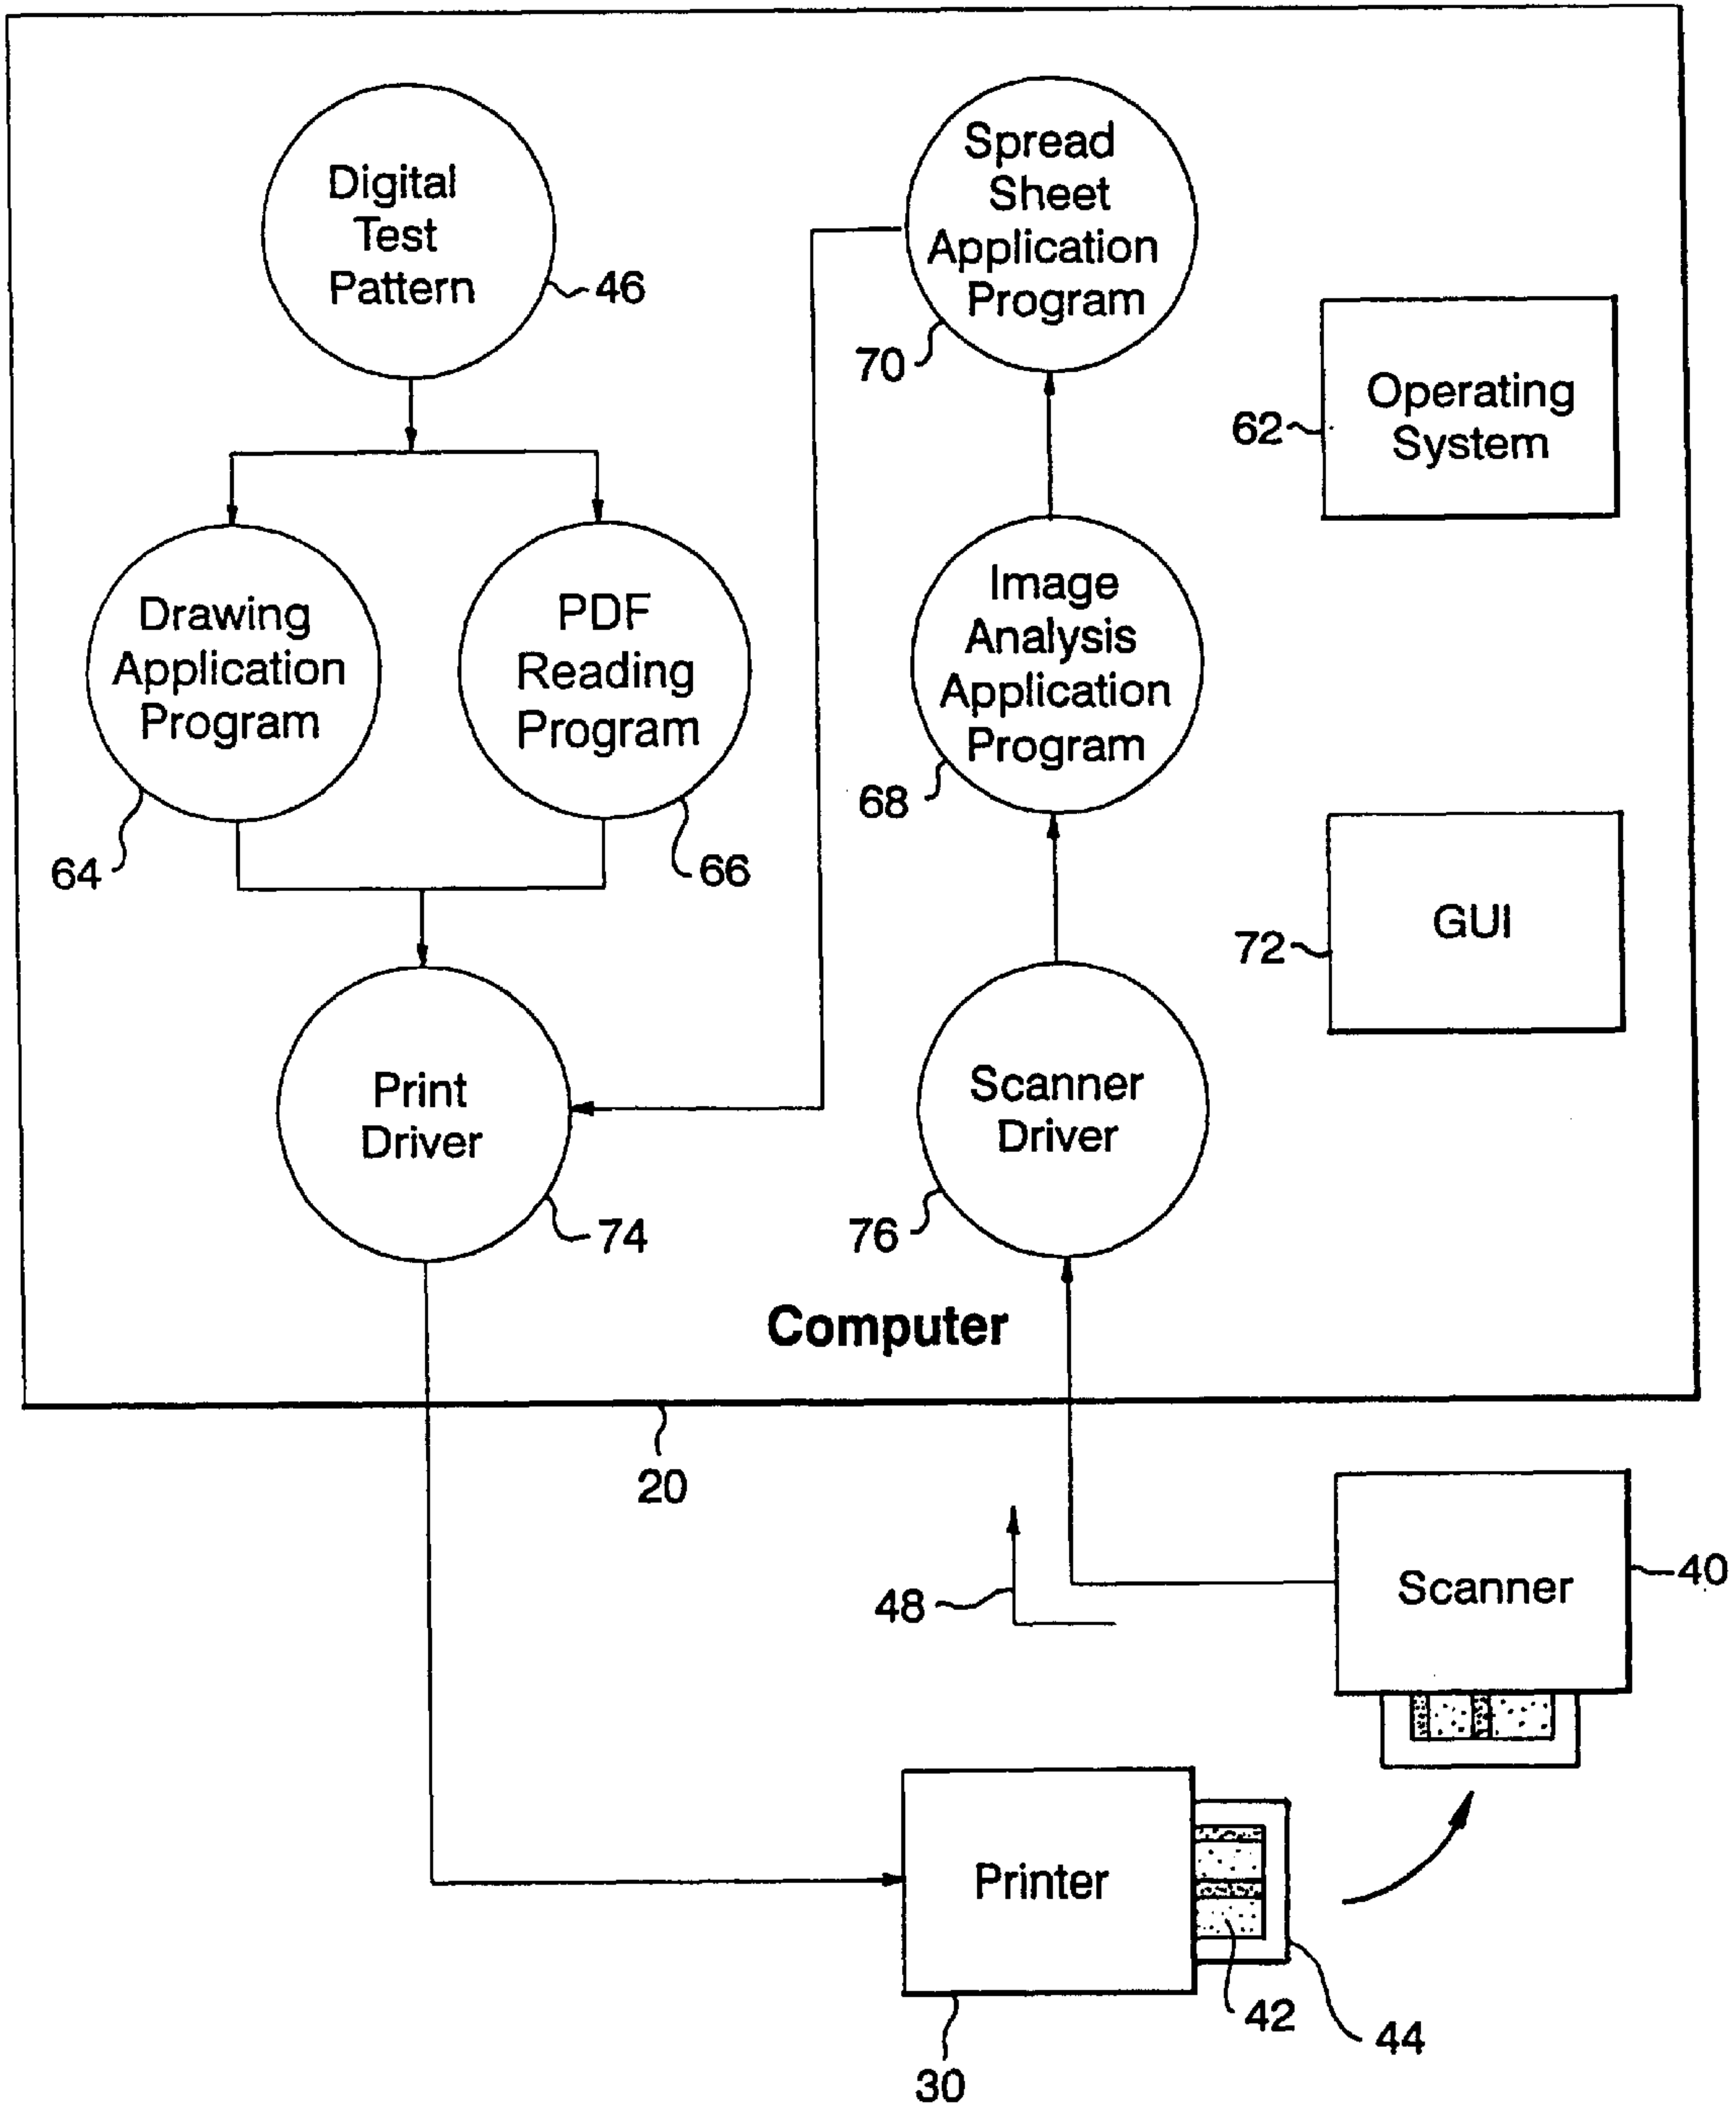 Digital
Test
Pattern
46
Spread
Sheet
Application
Program
70
Operating
System
62
Drawing
Application
Program
64
PDF
Reading
Program
66
Image
Analysis
Application
Program
68
GUI
72
Print
Driver
74
Scanner
Driver
76
Computer
20
48
Scanner
40
Printer
42
44
30